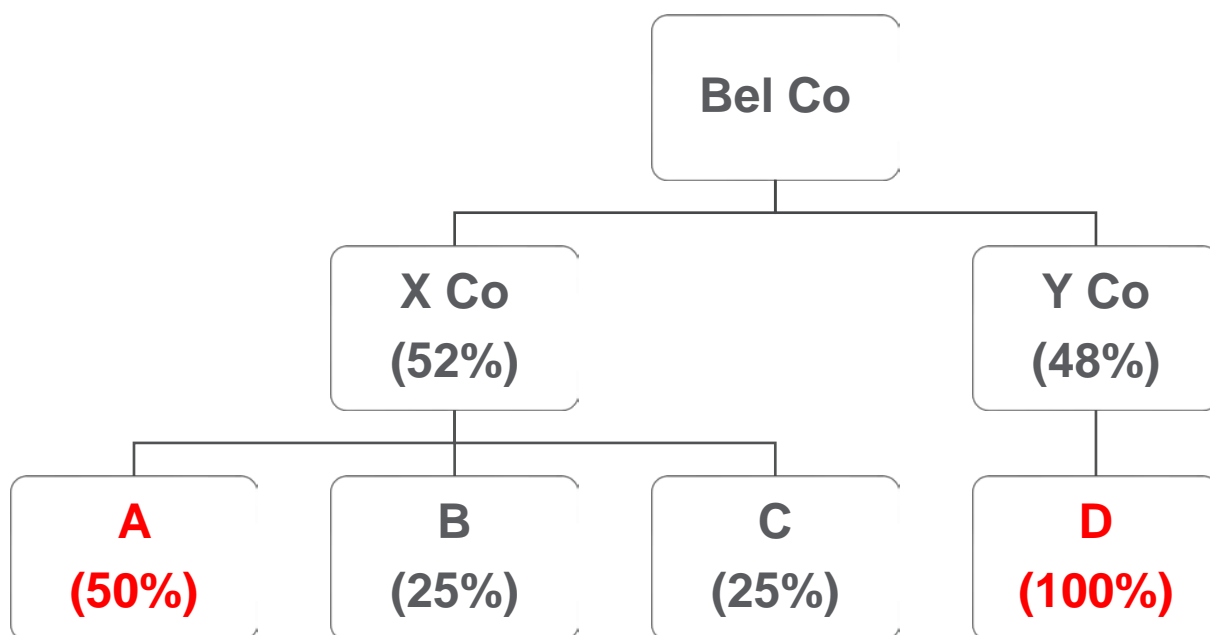 Bel Co
X Co
(52%)
Y Co
(48%)
A
(50%)
B
(25%)
C
(25%)
D
(100%)